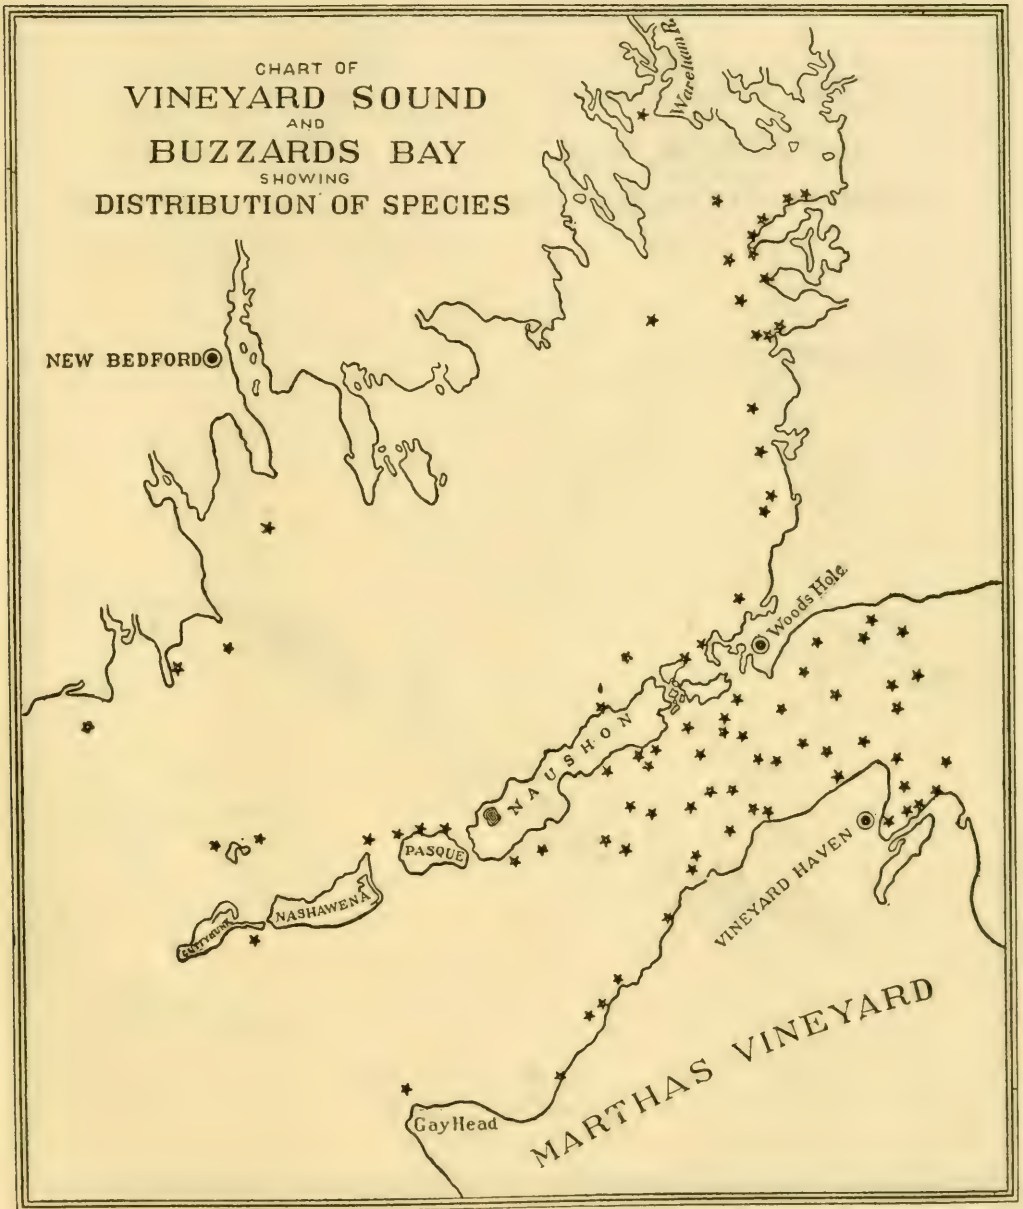 CHART OF
VINEYARD SOUND
AND
BUZZARDS BAY
SHOWING
DISTRIBUTION OF SPECIES
Wareham R.
NEW BEDFORD
Woods Hole
NAUSHON
PASQUE
NASHAWENA
CUTTYHUNK
VINEYARD HAVEN
MARTHAS VINEYARD
Gay Head